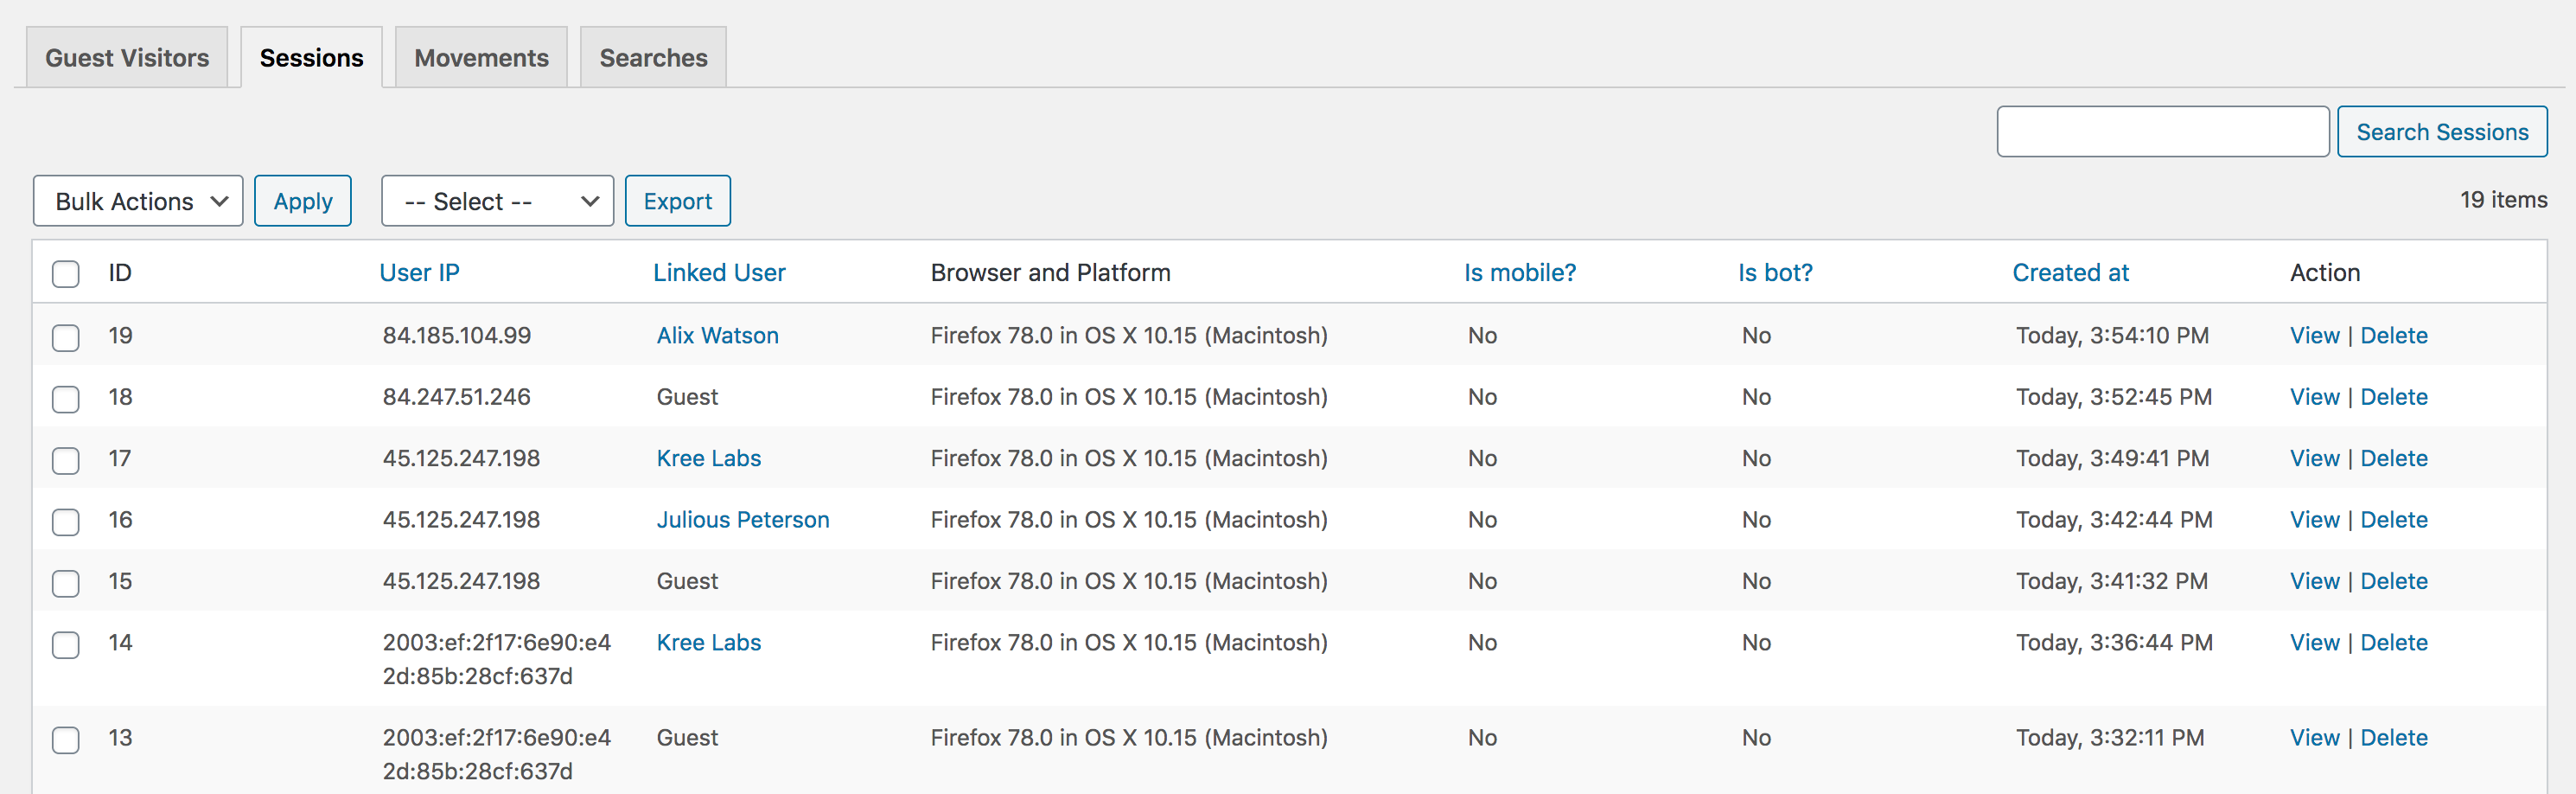 Guest Visitors Sessions Movements Searches
Search Sessions
Bulk Actions Apply -- Select -- Export 19 items
ID User IP Linked User Browser and Platform Is mobile? Is bot? Created at Action
19 84.185.104.99 Alix Watson Firefox 78.0 in OS X 10.15 (Macintosh) No No Today, 3:54:10 PM View | Delete
18 84.247.51.246 Guest Firefox 78.0 in OS X 10.15 (Macintosh) No No Today, 3:52:45 PM View | Delete
17 45.125.247.198 Kree Labs Firefox 78.0 in OS X 10.15 (Macintosh) No No Today, 3:49:41 PM View | Delete
16 45.125.247.198 Julious Peterson Firefox 78.0 in OS X 10.15 (Macintosh) No No Today, 3:42:44 PM View | Delete
15 45.125.247.198 Guest Firefox 78.0 in OS X 10.15 (Macintosh) No No Today, 3:41:32 PM View | Delete
14 2003:ef:2f17:6e90:e4 Kree Labs Firefox 78.0 in OS X 10.15 (Macintosh) No No Today, 3:36:44 PM View | Delete
2d:85b:28cf:637d
13 2003:ef:2f17:6e90:e4 Guest Firefox 78.0 in OS X 10.15 (Macintosh) No No Today, 3:32:11 PM View | Delete
2d:85b:28cf:637d